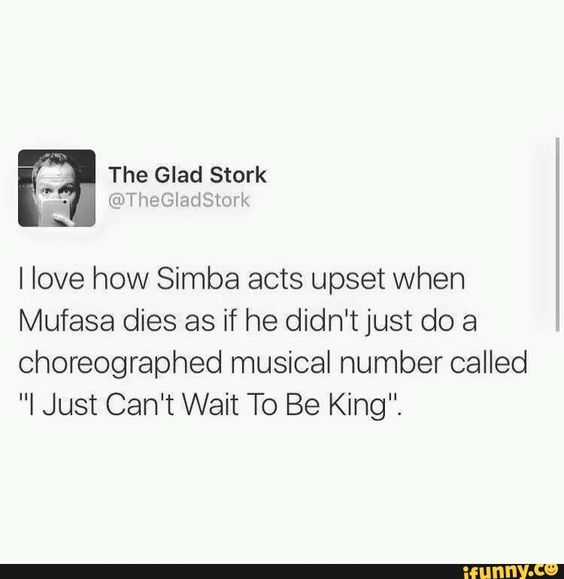 The Glad Stork
@TheGladStork
I love how Simba acts upset when
Mufasa dies as if he didn't just do a
choreographed musical number called
"I Just Can't Wait To Be King".
ifunny.co